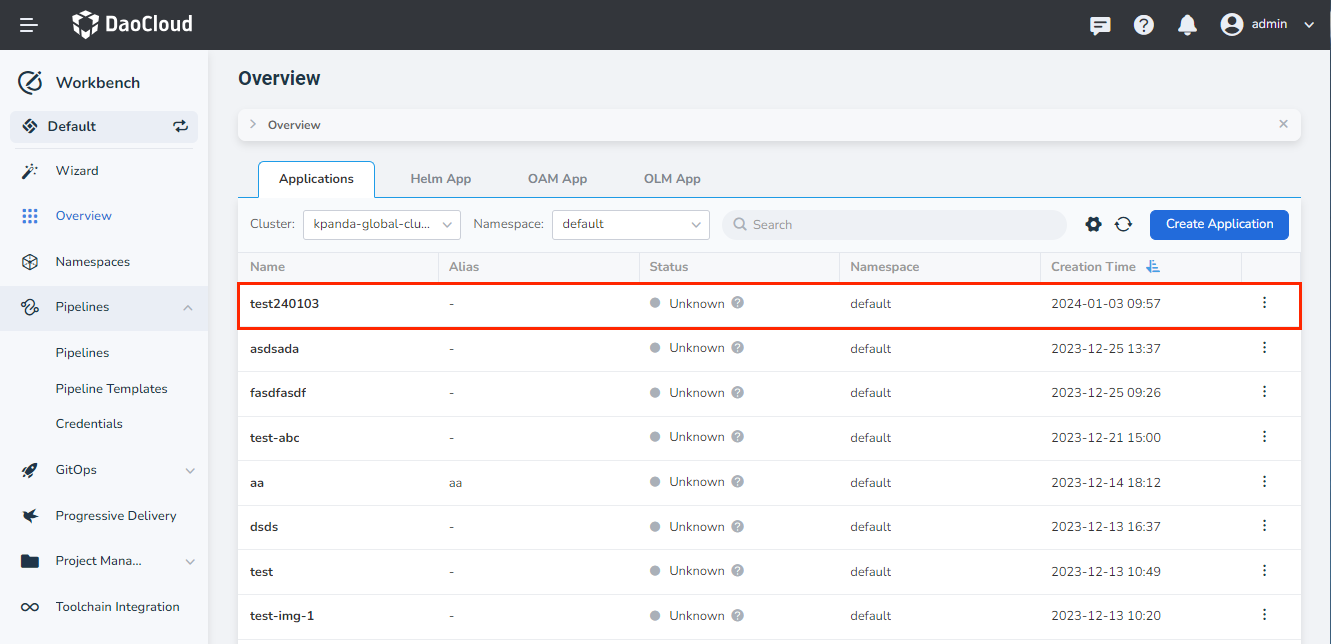 DaoCloud
admin
Workbench
Default
Wizard
Overview
Namespaces
Pipelines
Pipelines
Pipeline Templates
Credentials
GitOps
Progressive Delivery
Project Mana...
Toolchain Integration
Overview
Overview
Applications Helm App OAM App OLM App
Cluster: kpanda-global-clu... Namespace: default Search Create Application
Name Alias Status Namespace Creation Time
test240103 - Unknown default 2024-01-03 09:57
asdsada - Unknown default 2023-12-25 13:37
fasdfasdf - Unknown default 2023-12-25 09:26
test-abc - Unknown default 2023-12-21 15:00
aa aa Unknown default 2023-12-14 18:12
dsds - Unknown default 2023-12-13 16:37
test - Unknown default 2023-12-13 10:49
test-img-1 - Unknown default 2023-12-13 10:20